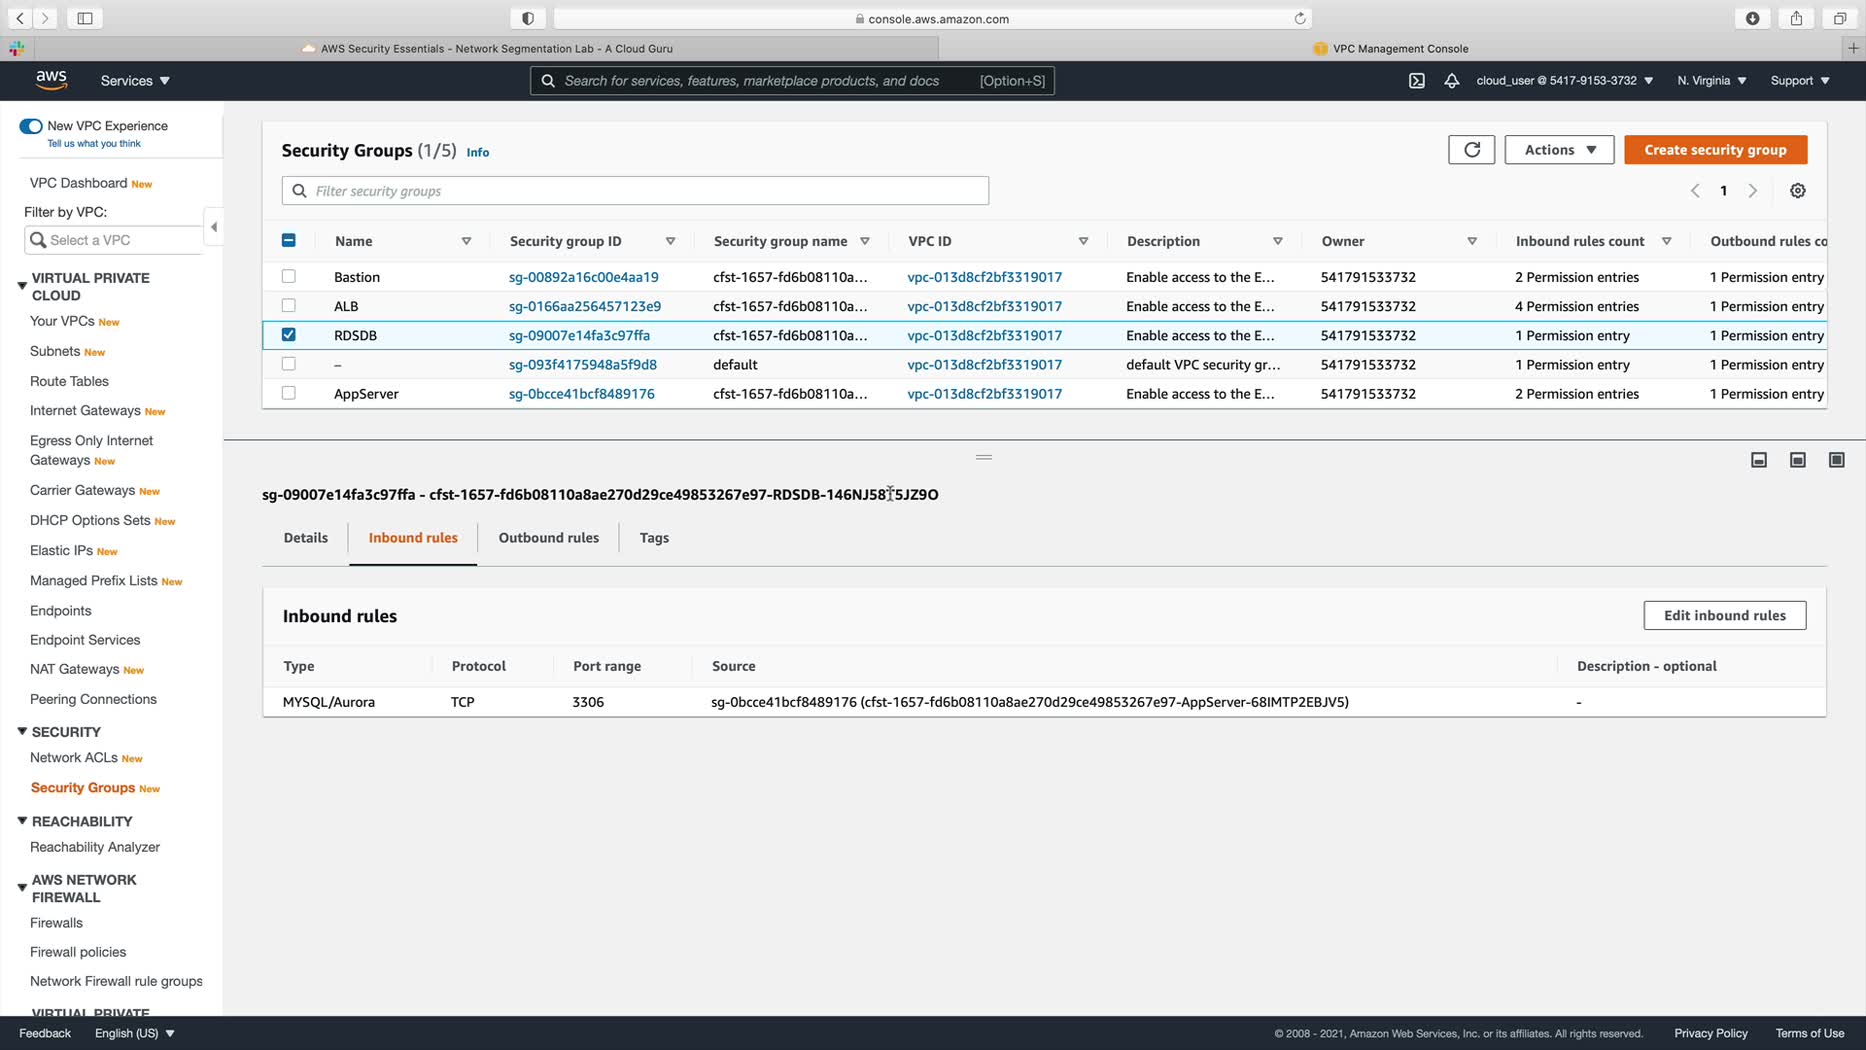 console.aws.amazon.com
AWS Security Essentials - Network Segmentation Lab - A Cloud Guru
VPC Management Console
aws
Services
Search for services, features, marketplace products, and docs [Option+S]
cloud_user @ 5417-9153-3732
N. Virginia
Support
New VPC Experience
Tell us what you think
VPC Dashboard New
Filter by VPC:
Select a VPC
VIRTUAL PRIVATE
CLOUD
Your VPCs New
Subnets New
Route Tables
Internet Gateways New
Egress Only Internet
Gateways New
Carrier Gateways New
DHCP Options Sets New
Elastic IPs New
Managed Prefix Lists New
Endpoints
Endpoint Services
NAT Gateways New
Peering Connections
SECURITY
Network ACLs New
Security Groups New
REACHABILITY
Reachability Analyzer
AWS NETWORK
FIREWALL
Firewalls
Firewall policies
Network Firewall rule groups
VIRTUAL PRIVATE
Security Groups (1/5) Info
Actions
Create security group
Filter security groups
1
Name Security group ID Security group name VPC ID Description Owner Inbound rules count Outbound rules co
Bastion sg-00892a16c00e4aa19 cfst-1657-fd6b08110a... vpc-013d8cf2bf3319017 Enable access to the E... 541791533732 2 Permission entries 1 Permission entry
ALB sg-0166aa256457123e9 cfst-1657-fd6b08110a... vpc-013d8cf2bf3319017 Enable access to the E... 541791533732 4 Permission entries 1 Permission entry
RDSDB sg-09007e14fa3c97ffa cfst-1657-fd6b08110a... vpc-013d8cf2bf3319017 Enable access to the E... 541791533732 1 Permission entry 1 Permission entry
– sg-093f4175948a5f9d8 default vpc-013d8cf2bf3319017 default VPC security gr... 541791533732 1 Permission entry 1 Permission entry
AppServer sg-0bcce41bcf8489176 cfst-1657-fd6b08110a... vpc-013d8cf2bf3319017 Enable access to the E... 541791533732 2 Permission entries 1 Permission entry
sg-09007e14fa3c97ffa - 
Details
Inbound rules
Outbound rules
Tags
Inbound rules
Edit inbound rules
Type Protocol Port range Source Description - optional
MYSQL/Aurora TCP 3306 sg-0bcce41bcf8489176 (cfst-1657-fd6b08110a8ae270d29ce49853267e97-AppServer-68IMTP2EBJV5) -
Feedback
English (US)
© 2008 - 2021, Amazon Web Services, Inc. or its affiliates. All rights reserved.
Privacy Policy
Terms of Use